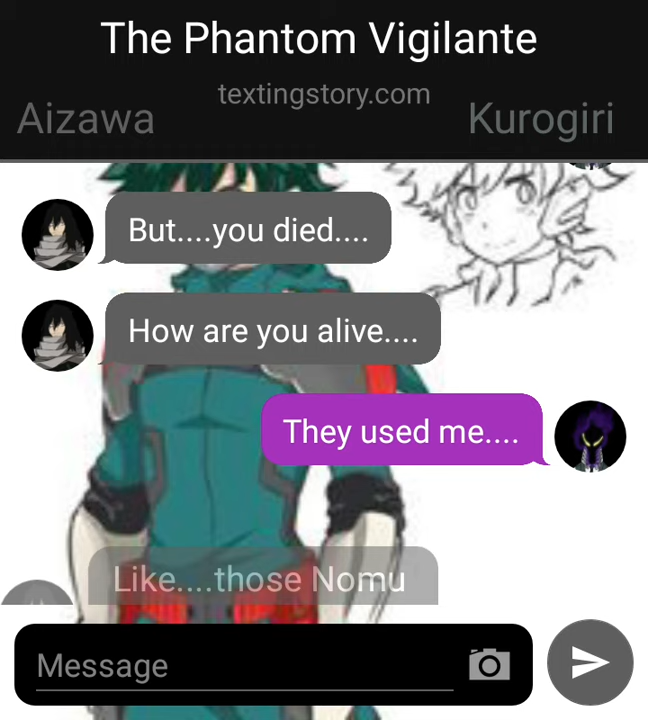 The Phantom Vigilante
textingstory.com
Aizawa
Kurogiri
But....you died....
How are you alive....
They used me....
Like....those Nomu
Message